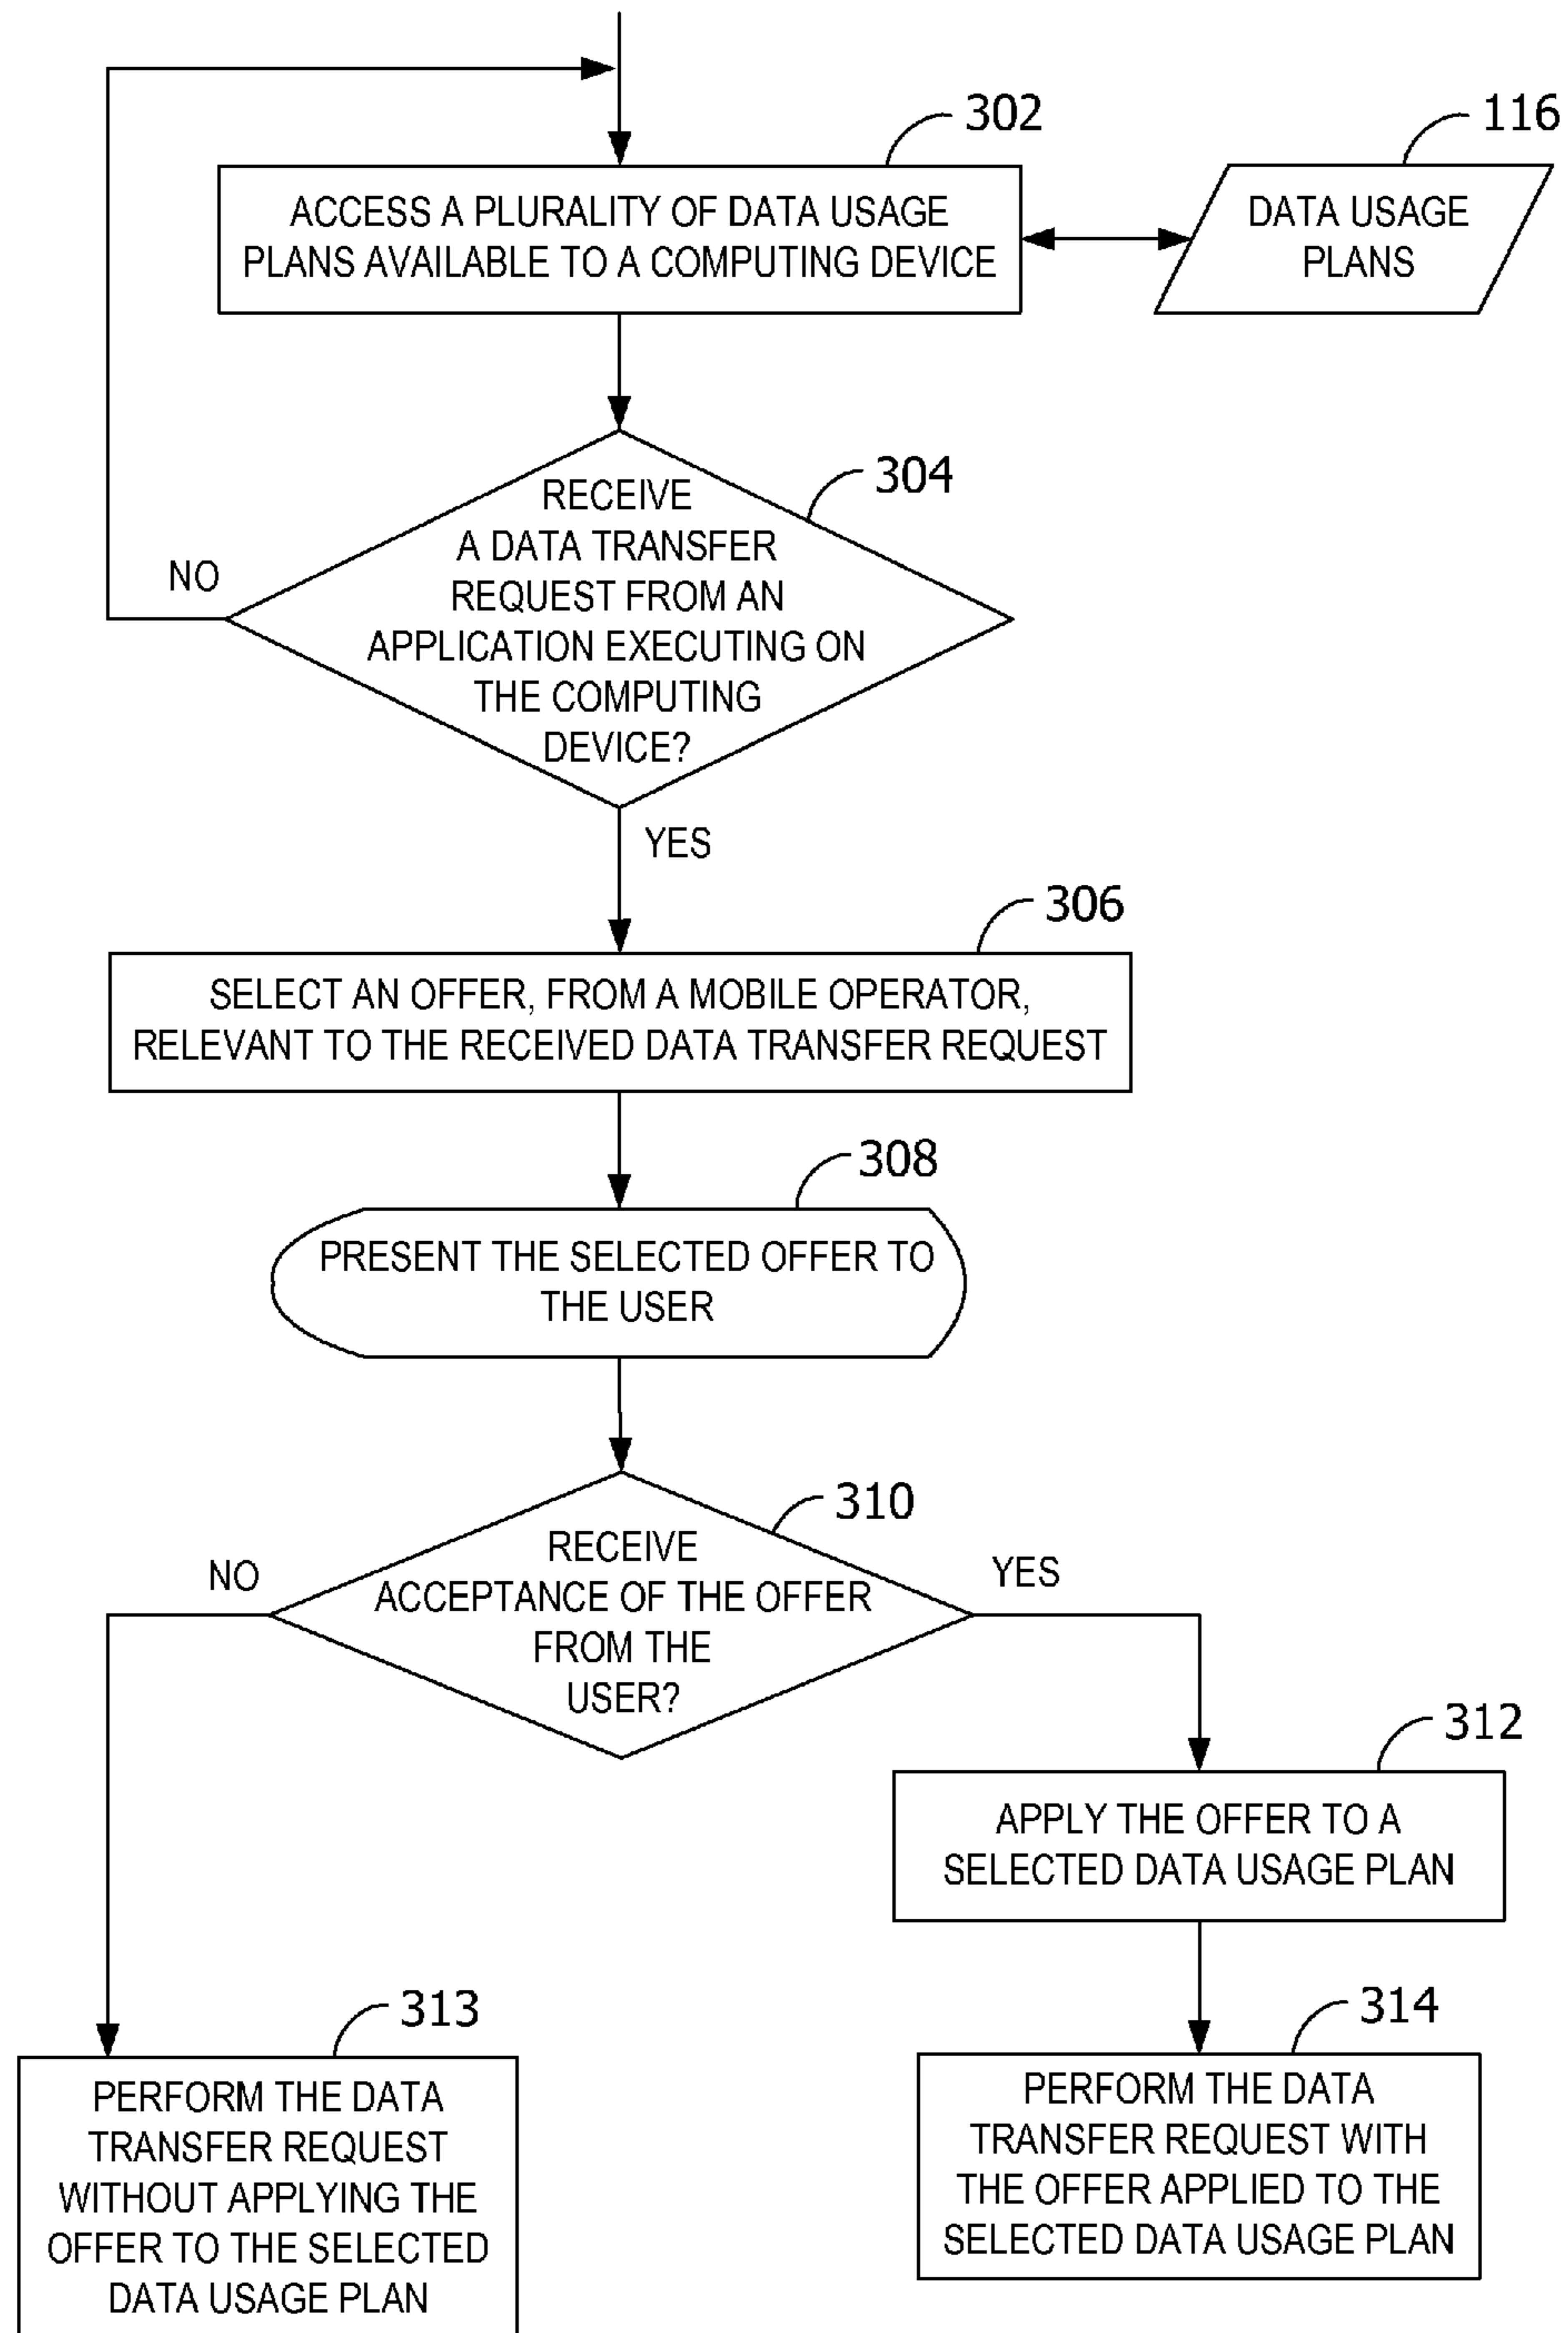 302
116
ACCESS A PLURALITY OF DATA USAGE
PLANS AVAILABLE TO A COMPUTING DEVICE
DATA USAGE
PLANS
304
RECEIVE
A DATA TRANSFER
REQUEST FROM AN
APPLICATION EXECUTING ON
THE COMPUTING
DEVICE?
NO
YES
306
SELECT AN OFFER, FROM A MOBILE OPERATOR,
RELEVANT TO THE RECEIVED DATA TRANSFER REQUEST
308
PRESENT THE SELECTED OFFER TO
THE USER
310
RECEIVE
ACCEPTANCE OF THE OFFER
FROM THE
USER?
NO
YES
312
APPLY THE OFFER TO A
SELECTED DATA USAGE PLAN
313
PERFORM THE DATA
TRANSFER REQUEST
WITHOUT APPLYING THE
OFFER TO THE SELECTED
DATA USAGE PLAN
314
PERFORM THE DATA
TRANSFER REQUEST WITH
THE OFFER APPLIED TO THE
SELECTED DATA USAGE PLAN